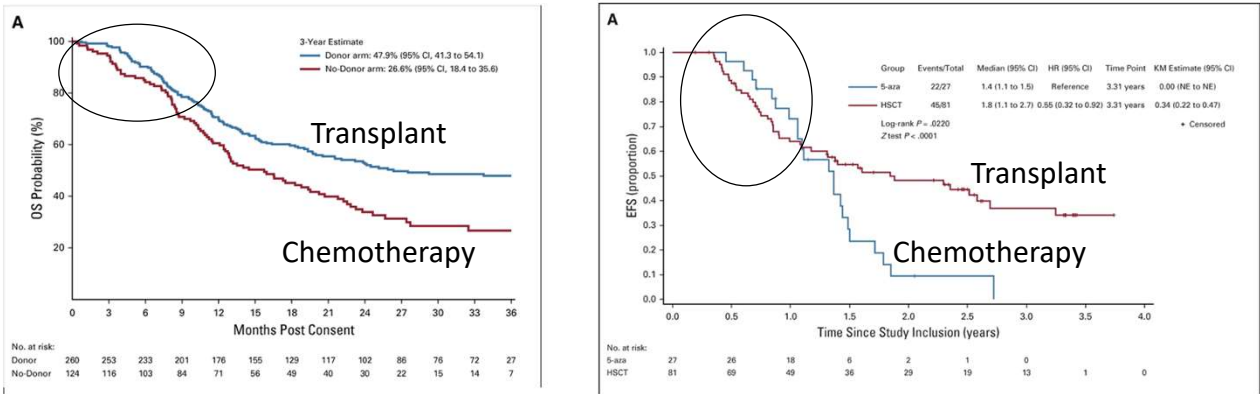 A
3-Year Estimate
Donor arm: 47.9% (95% CI, 41.3 to 54.1)
No-Donor arm: 26.6% (95% CI, 18.4 to 35.6)
OS Probability (%)
100
80
60
40
20
Transplant
Chemotherapy
0 3 6 9 12 15 18 21 24 27 30 33 36
Months Post Consent
No. at risk:
Donor 260 253 233 201 176 155 129 117 102 86 76 72 27
No-Donor 124 116 103 84 71 56 49 40 30 22 15 14 7
A
Group Events/Total Median (95% CI) HR (95% CI) Time Point KM Estimate (95% CI)
5-aza 22/27 1.4 (1.1 to 1.5) Reference 3.31 years 0.00 (NE to NE)
HSCT 45/81 1.8 (1.1 to 2.7) 0.55 (0.32 to 0.92) 3.31 years 0.34 (0.22 to 0.47)
Log-rank P = .0220
Z test P < .0001
+ Censored
EFS (proportion)
1.0
0.9
0.8
0.7
0.6
0.5
0.4
0.3
0.2
0.1
0.0
Transplant
Chemotherapy
0.0 0.5 1.0 1.5 2.0 2.5 3.0 3.5 4.0
Time Since Study Inclusion (years)
No. at risk:
5-aza 27 26 18 6 2 1 0
HSCT 81 69 49 36 29 19 13 1 0